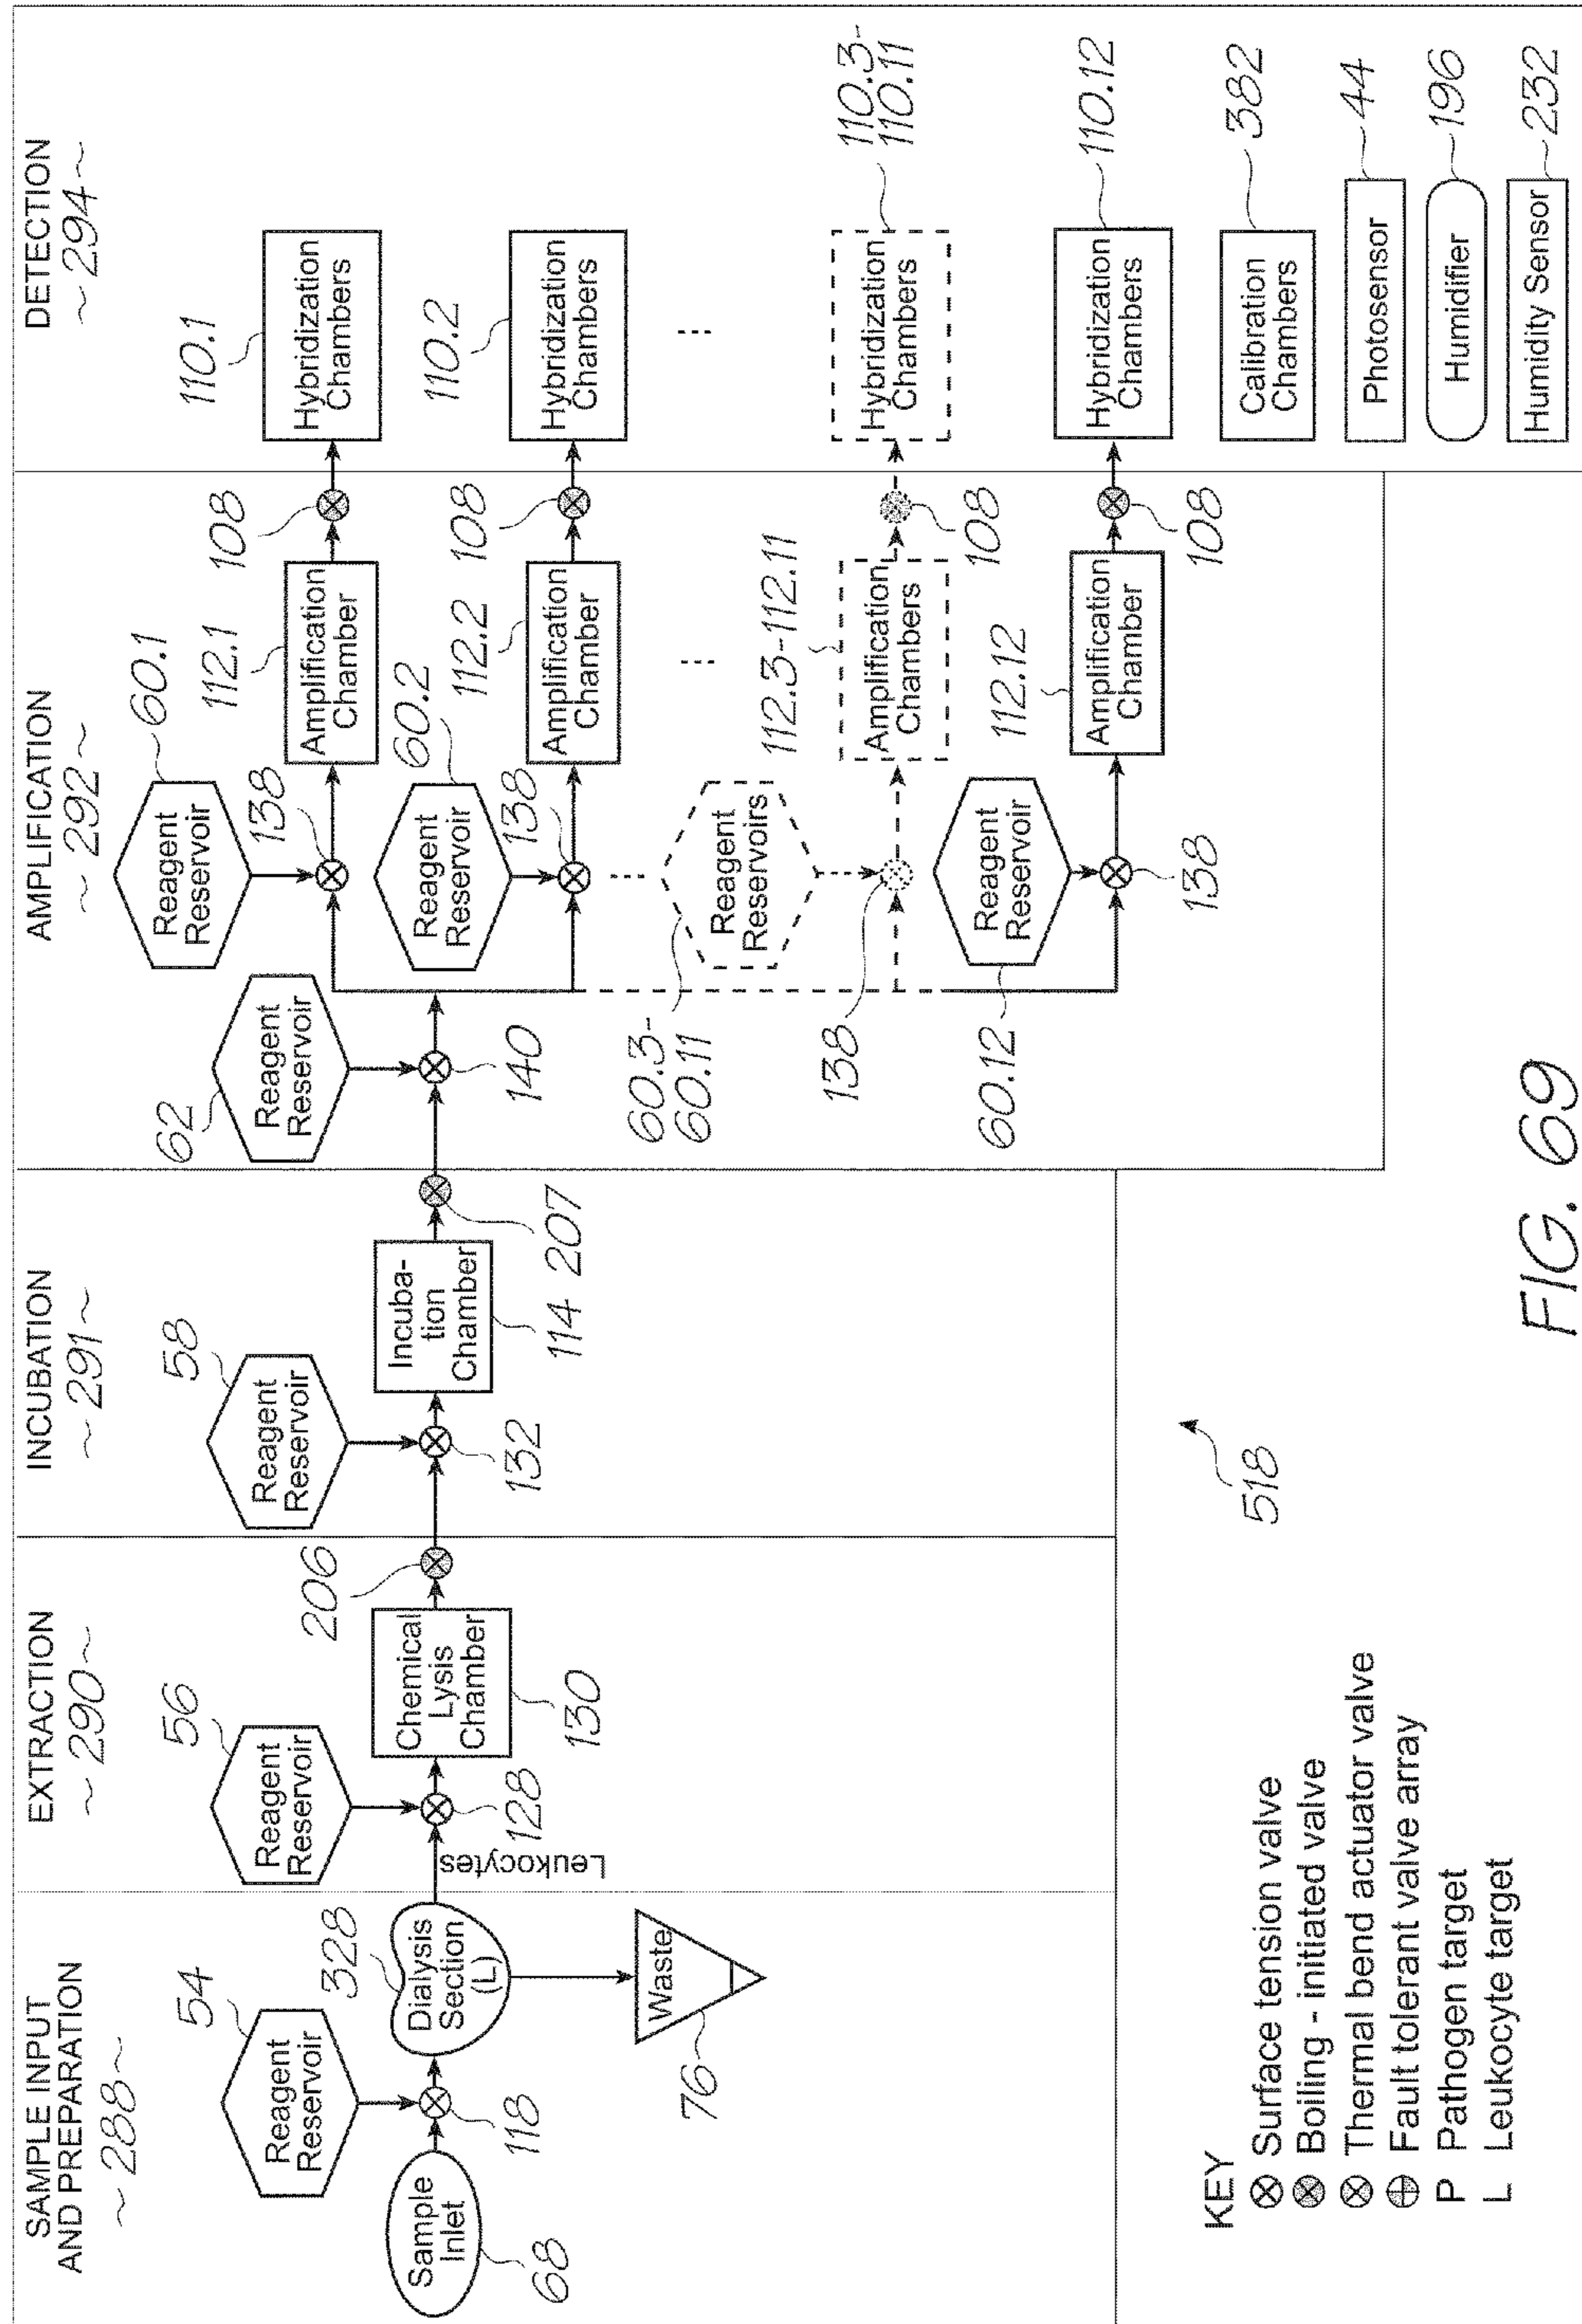 SAMPLE INPUT
AND PREPARATION
~ 288 ~
54
Reagent
Reservoir
Sample
Inlet
68
118
328
Dialysis
Section
(L)
Waste
76
EXTRACTION
~ 290 ~
Leukocytes
56
Reagent
Reservoir
128
Chemical
Lysis
Chamber
130
206
INCUBATION
~ 291 ~
58
Reagent
Reservoir
132
Incuba-
tion
Chamber
114
207
AMPLIFICATION
~ 292 ~
62
Reagent
Reservoir
140
60.1
Reagent
Reservoir
138
112.1
Amplification
Chamber
108
60.2
Reagent
Reservoir
138
112.2
Amplification
Chamber
108
60.3-
60.11
Reagent
Reservoirs
138
112.3-112.11
Amplification
Chambers
108
60.12
Reagent
Reservoir
138
112.12
Amplification
Chamber
108
DETECTION
~ 294 ~
110.1
Hybridization
Chambers
110.2
Hybridization
Chambers
110.3-
110.11
Hybridization
Chambers
110.12
Hybridization
Chambers
Calibration
Chambers
382
Photosensor
44
Humidifier
196
Humidity Sensor
232
518
KEY
Surface tension valve
Boiling - initiated valve
Thermal bend actuator valve
Fault tolerant valve array
P Pathogen target
L Leukocyte target
FIG. 69